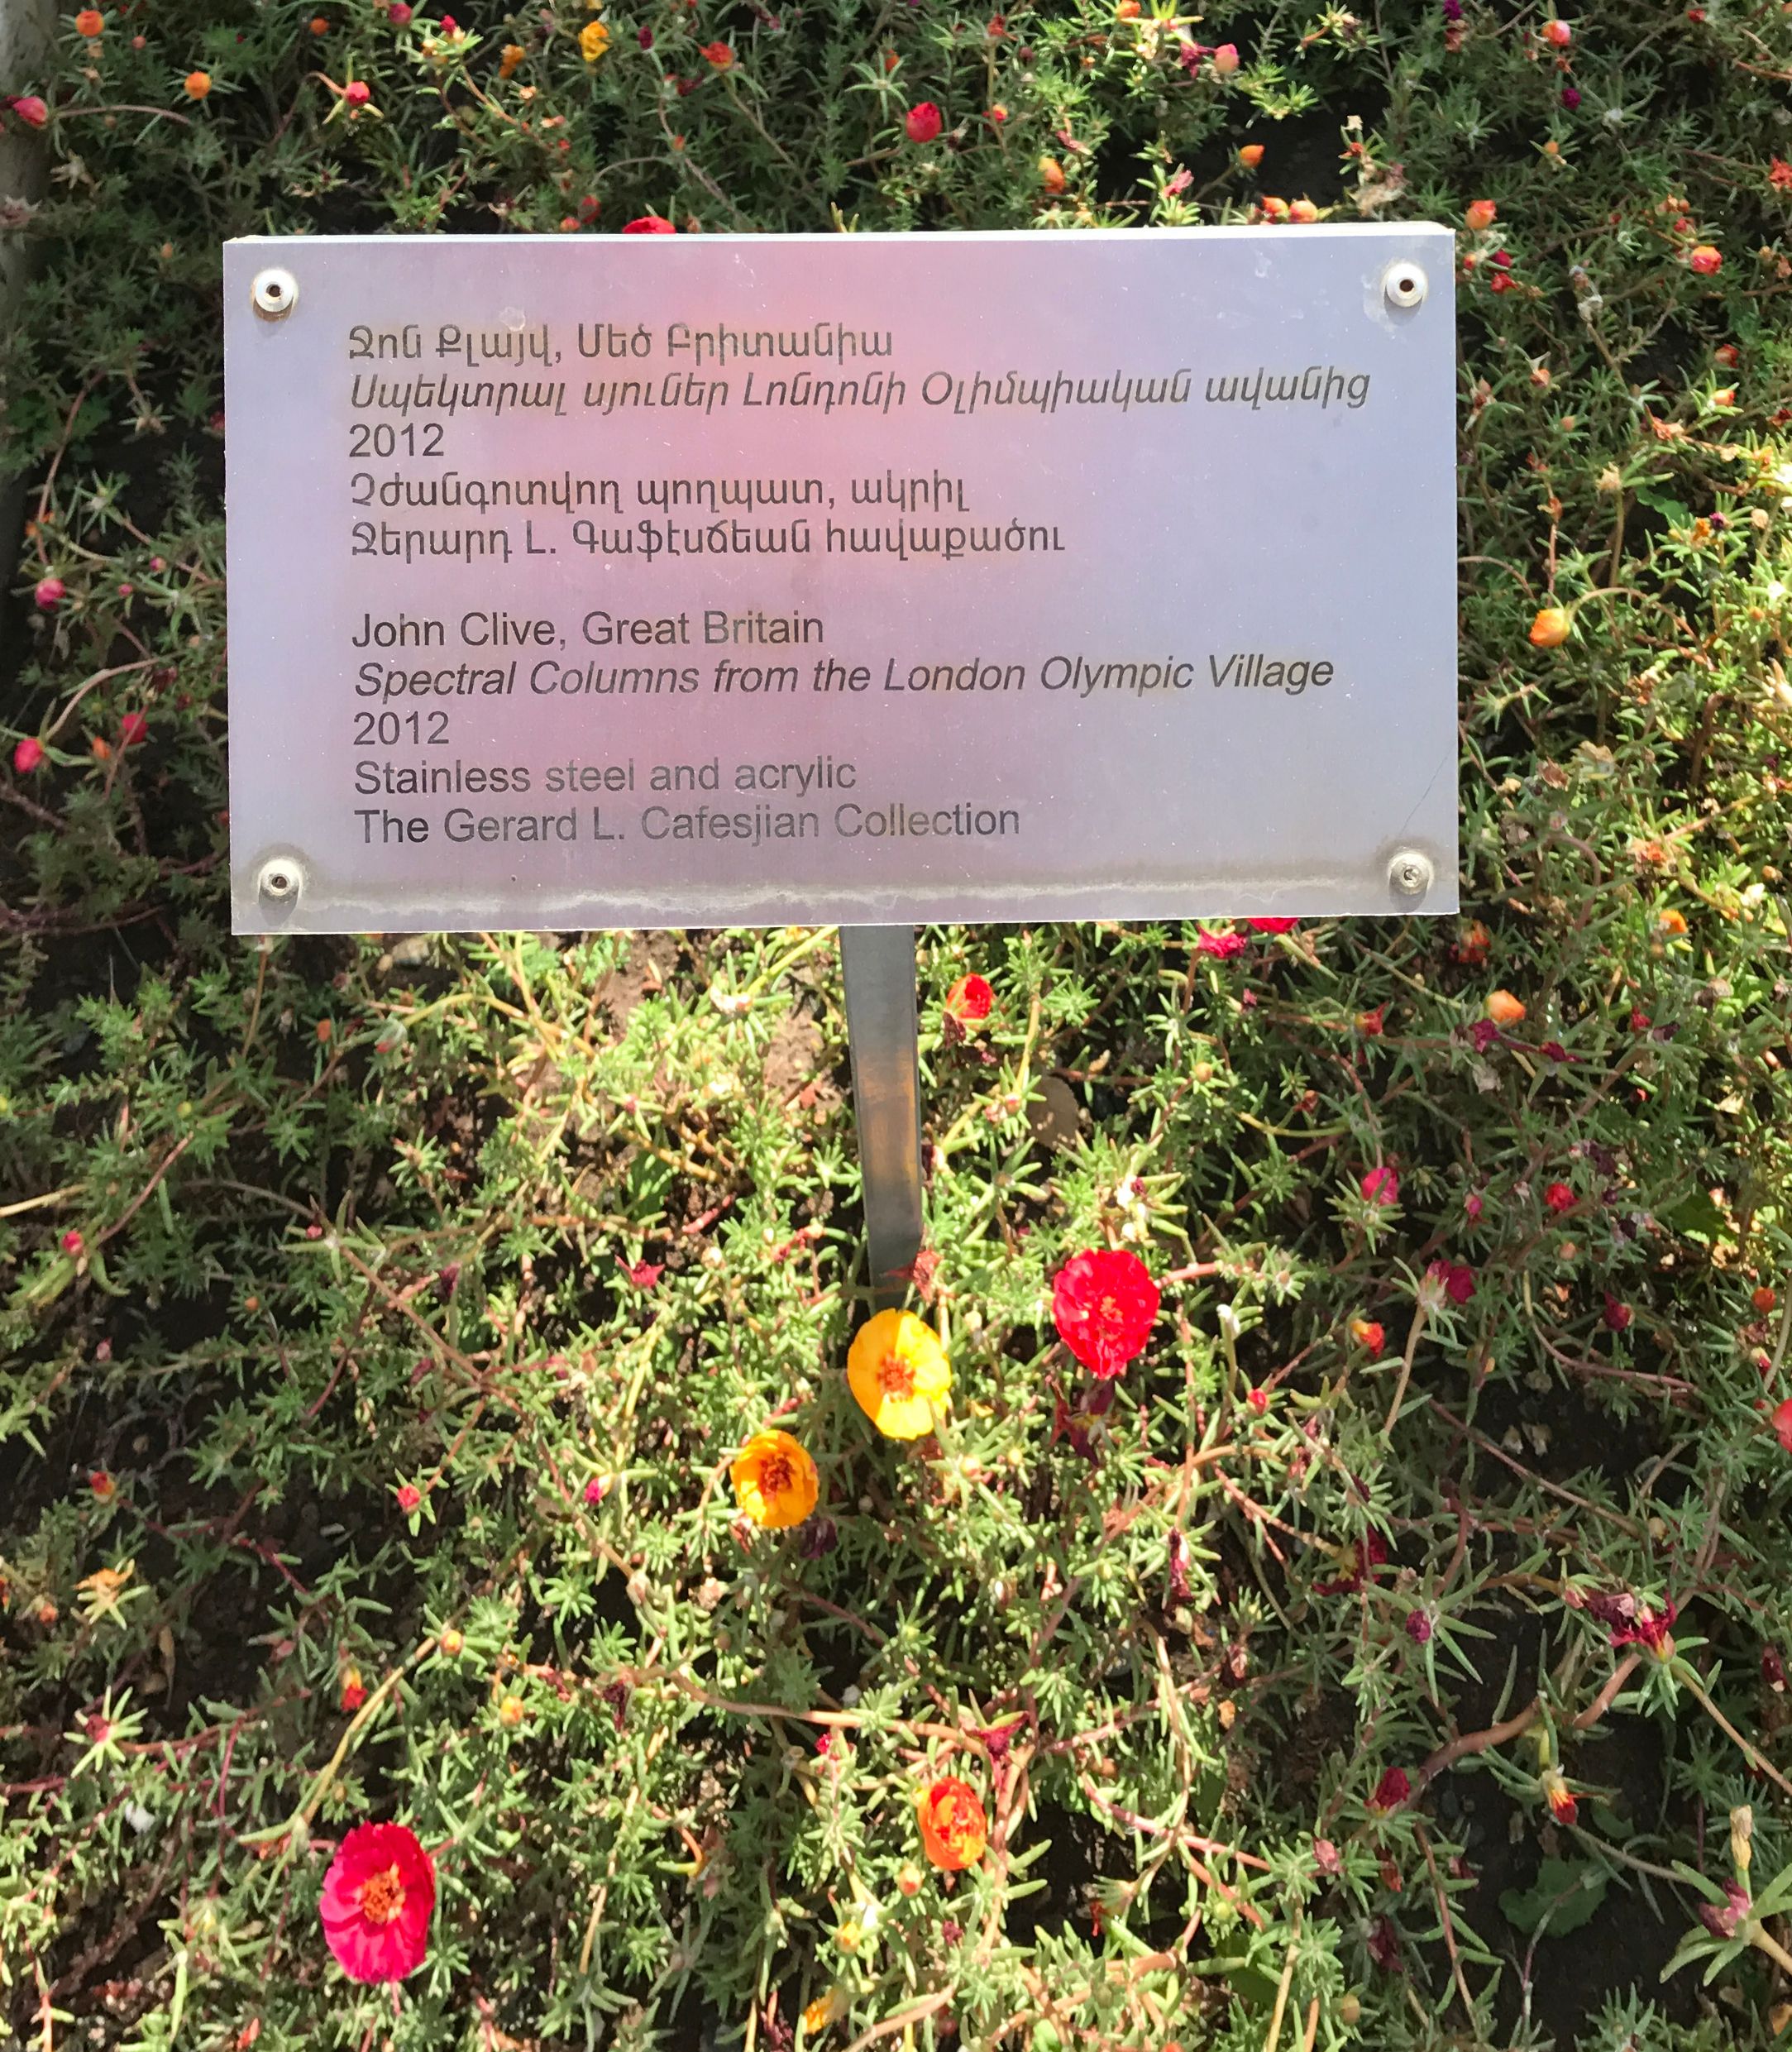 Ջոն Քլայվ, Մեծ Բրիտանիա
Սպեկտրալ սյուներ Լոնդոնի Օլիմպիական ավանից
2012
Չժանգոտվող պողպատ, ակրիլ
Ջերարդ Լ. Գաֆէսճեան հավաքածու
John Clive, Great Britain
Spectral Columns from the London Olympic Village
2012
Stainless steel and acrylic
The Gerard L. Cafesjian Collection